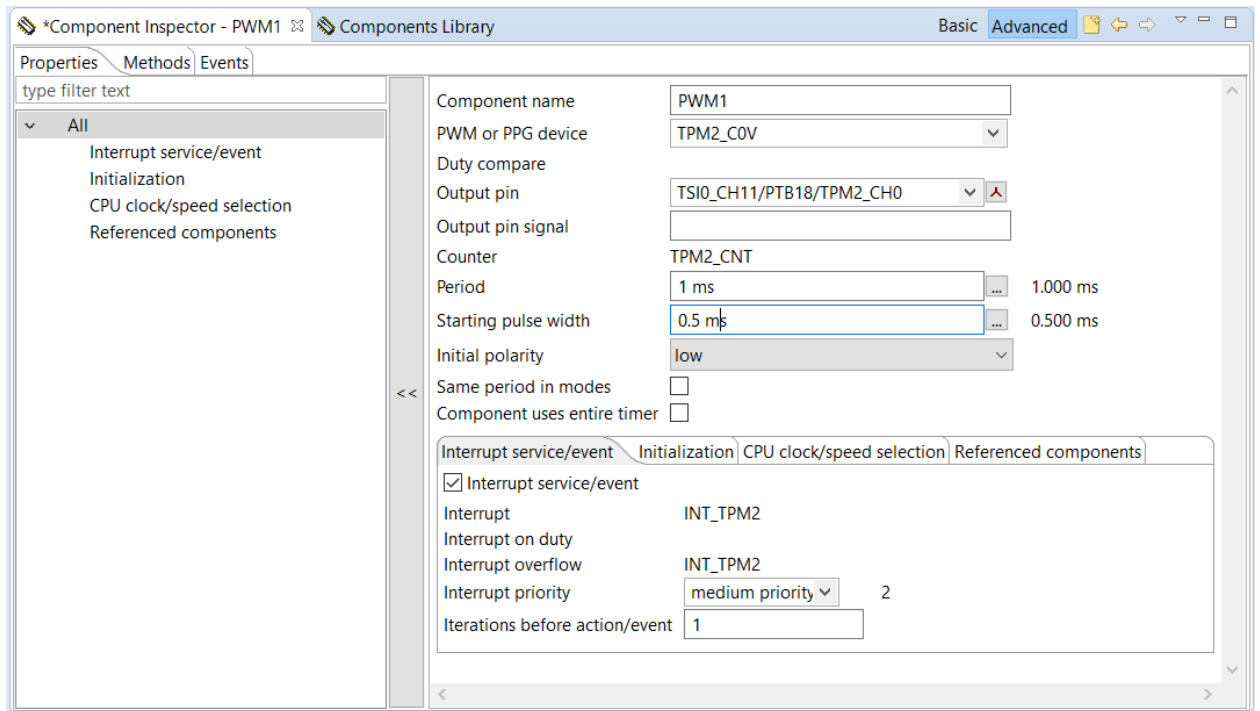 *Component Inspector - PWM1 Components Library Basic Advanced
Properties Methods Events
type filter text
All
Interrupt service/event
Initialization
CPU clock/speed selection
Referenced components
<<
Component name PWM1
PWM or PPG device TPM2_C0V
Duty compare
Output pin TSI0_CH11/PTB18/TPM2_CH0
Output pin signal
Counter TPM2_CNT
Period 1 ms ... 1.000 ms
Starting pulse width 0.5 ms ... 0.500 ms
Initial polarity low
Same period in modes
Component uses entire timer
Interrupt service/event Initialization CPU clock/speed selection Referenced components
Interrupt service/event
Interrupt INT_TPM2
Interrupt on duty
Interrupt overflow INT_TPM2
Interrupt priority medium priority 2
Iterations before action/event 1